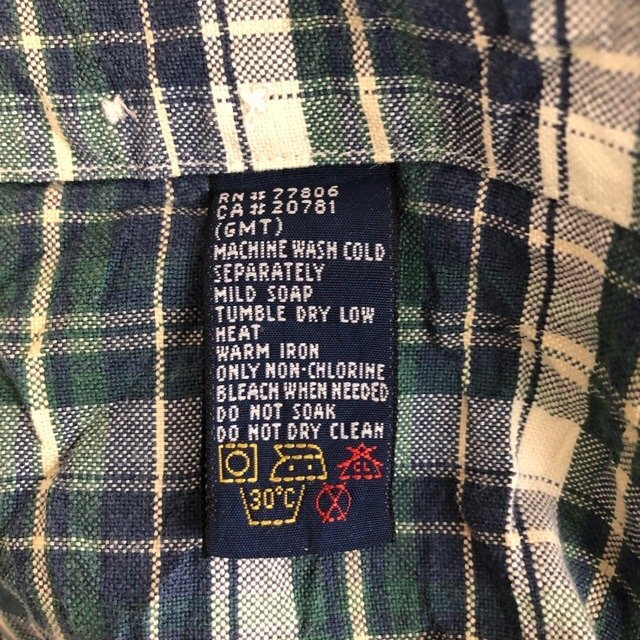 RN# 77806
CA# 20781
(GMT)
MACHINE WASH COLD
SEPARATELY
MILD SOAP
TUMBLE DRY LOW
HEAT
WARM IRON
ONLY NON-CHLORINE
BLEACH WHEN NEEDED
DO NOT SOAK
DO NOT DRY CLEAN
30°C